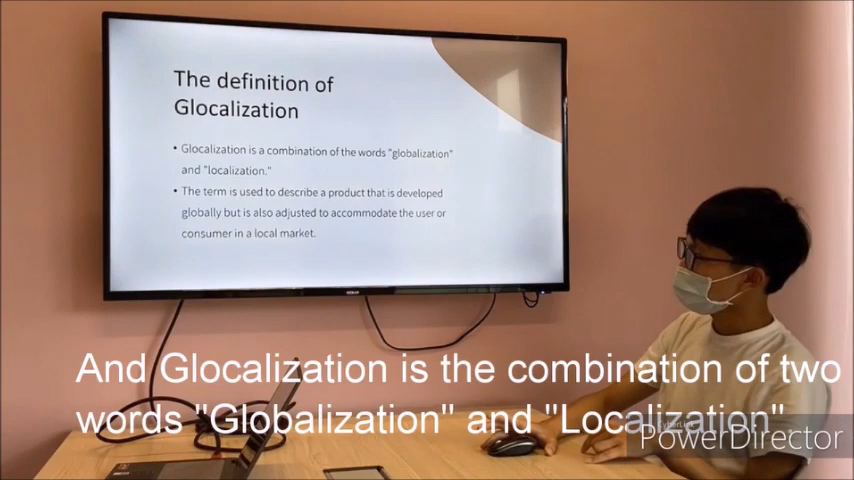 The definition of
Glocalization
• Glocalization is a combination of the words "globalization"
and "localization."
• The term is used to describe a product that is developed
globally but is also adjusted to accommodate the user or
consumer in a local market.
And Glocalization is the combination of two
words "Globalization" and "Localization".
CyberLink
PowerDirector